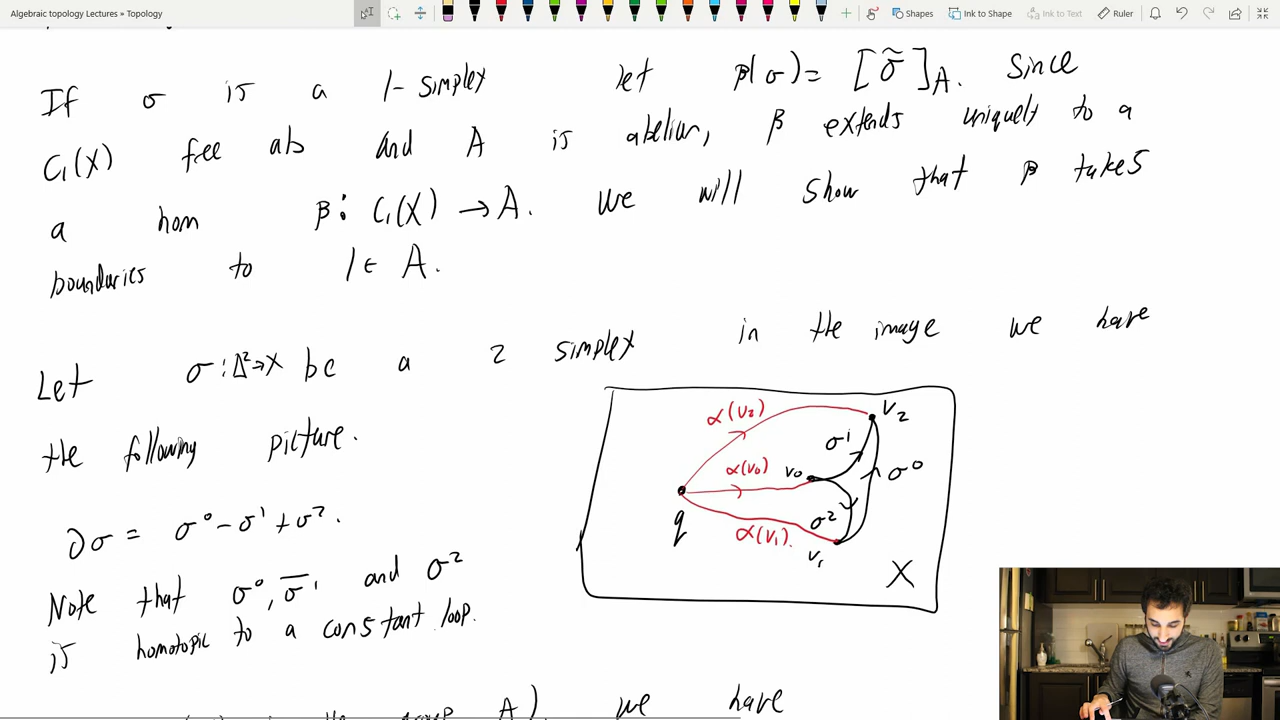 Algebraic topology Lectures » Topology
Shapes
Ink to Shape
Ink to Text
Ruler
If σ is a 1-simplex let β(σ) = [σ̃]_A. Since
C₁(X) free ab and A is abelian, β extends uniquely to a
a hom β: C₁(X) → A. We will show that β takes
boundaries to 1 ∈ A.
Let σ: Δ² → X be a 2 simplex in the image we have
the following picture.
α(v₂)
v₂
σ¹
α(v₀)
v₀
σ⁰
q
σ²
α(v₁).
v₁
X
∂σ = σ⁰ - σ¹ + σ².
Note that σ⁰, σ̅¹ and σ²
is homotopic to a constant loop.
A) we have